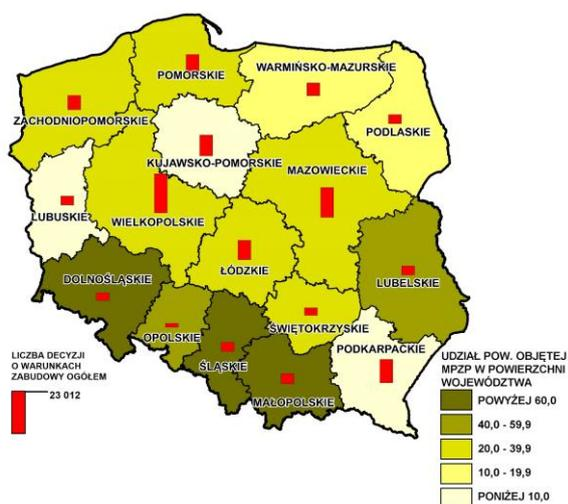 POMORSKIE
WARMIŃSKO-MAZURSKIE
ZACHODNIOPOMORSKIE
PODLASKIE
KUJAWSKO-POMORSKIE
MAZOWIECKIE
LUBUSKIE
WIELKOPOLSKIE
ŁÓDZKIE
DOLNOŚLĄSKIE
LUBELSKIE
OPOLSKIE
ŚWIĘTOKRZYSKIE
ŚLĄSKIE
PODKARPACKIE
MAŁOPOLSKIE
LICZBA DECYZJI
O WARUNKACH
ZABUDOWY OGÓŁEM
23 012
UDZIAŁ POW. OBJĘTEJ
MPZP W POWIERZCHNI
WOJEWÓDZTWA
POWYŻEJ 60,0
40,0 - 59,9
20,0 - 39,9
10,0 - 19,9
PONIŻEJ 10,0